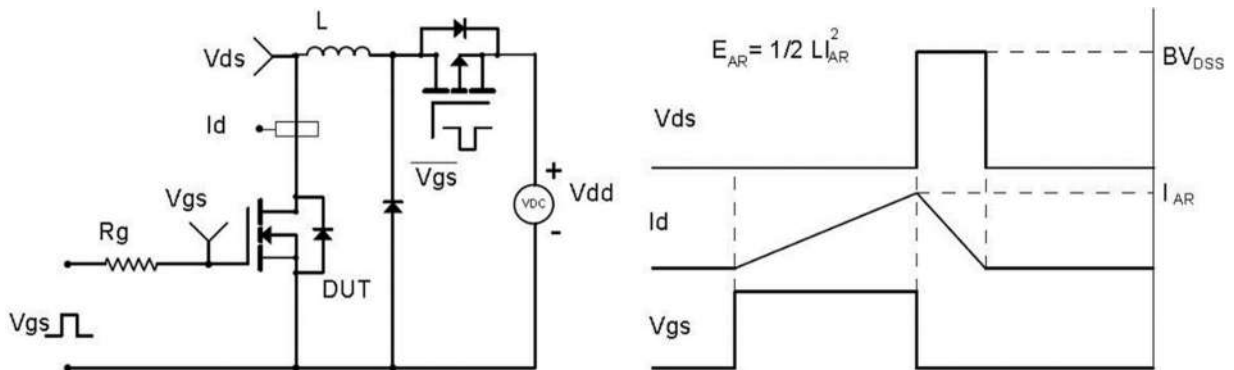 L
Vds
Id
Vgs
Rg
DUT
Vgs
Vgs
+
Vdd
VDC
-
E_AR = 1/2 LI_AR^2
BV_DSS
Vds
I_AR
Id
Vgs